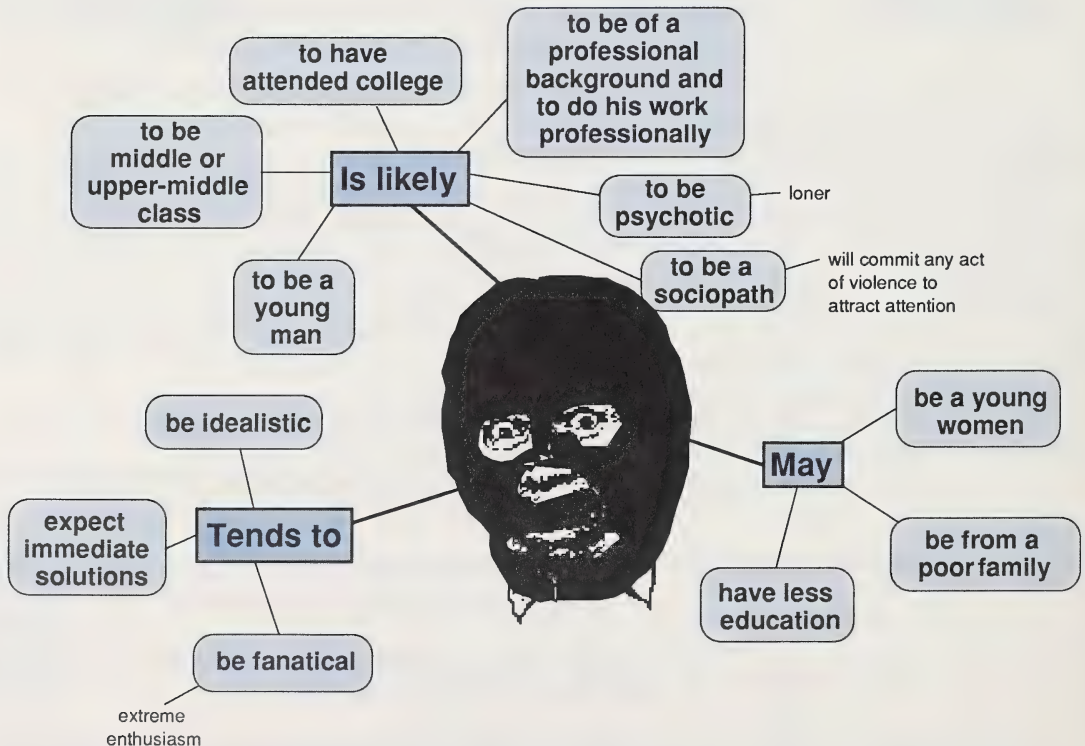 to have
attended college
to be of a
professional
background and
to do his work
professionally
to be
middle or
upper-middle
class
Is likely
to be
psychotic
loner
to be a
young
man
to be a
sociopath
will commit any act
of violence to
attract attention
be idealistic
expect
immediate
solutions
Tends to
be fanatical
extreme
enthusiasm
May
be a young
women
be from a
poor family
have less
education